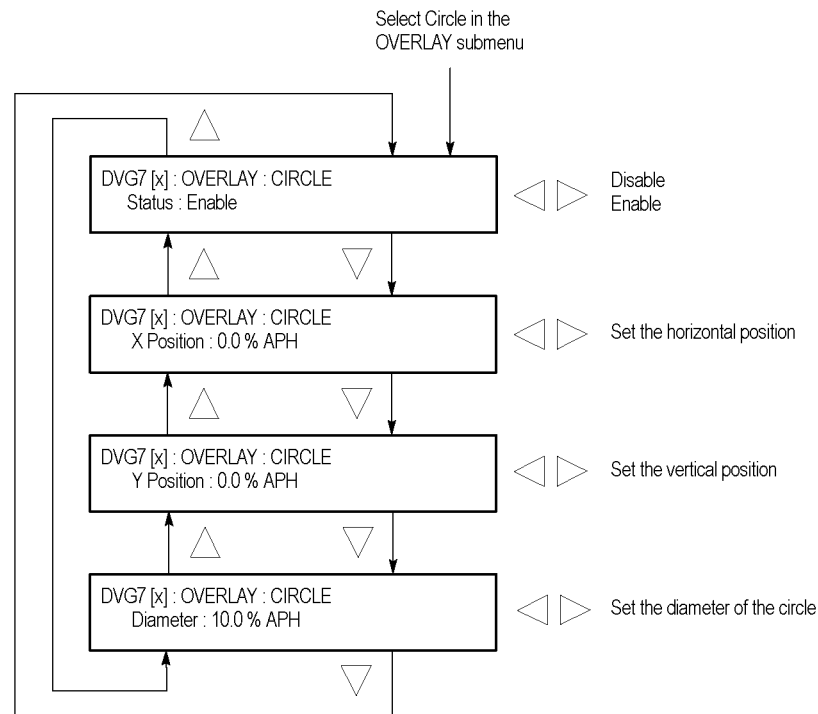 Select Circle in the
OVERLAY submenu
DVG7 [x] : OVERLAY : CIRCLE
Status : Enable
Disable
Enable
DVG7 [x] : OVERLAY : CIRCLE
X Position : 0.0 % APH
Set the horizontal position
DVG7 [x] : OVERLAY : CIRCLE
Y Position : 0.0 % APH
Set the vertical position
DVG7 [x] : OVERLAY : CIRCLE
Diameter : 10.0 % APH
Set the diameter of the circle